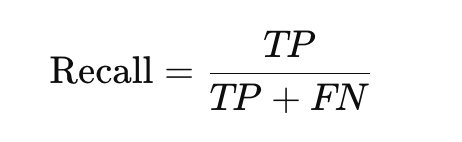 Recall = TP / TP + FN